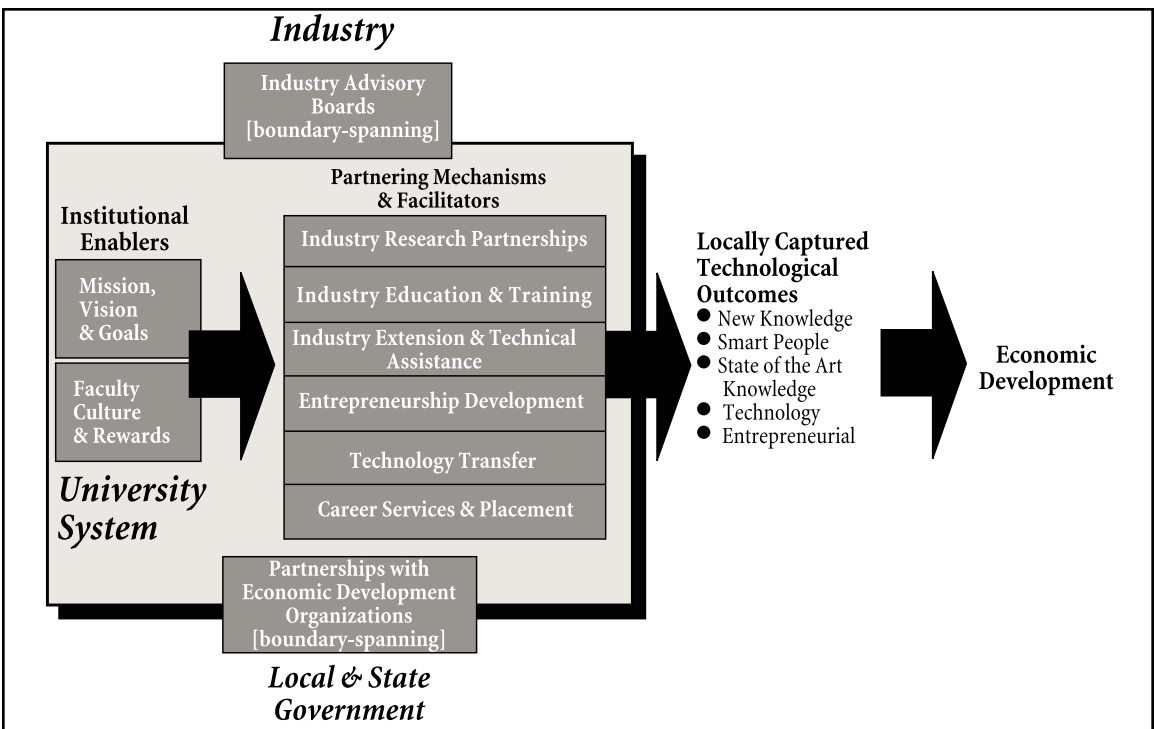 Industry
Industry Advisory
Boards
[boundary-spanning]
Partnering Mechanisms
& Facilitators
Institutional
Enablers
Mission,
Vision
& Goals
Faculty
Culture
& Rewards
University
System
Industry Research Partnerships
Industry Education & Training
Industry Extension & Technical
Assistance
Entrepreneurship Development
Technology Transfer
Career Services & Placement
Partnerships with
Economic Development
Organizations
[boundary-spanning]
Local & State
Government
Locally Captured
Technological
Outcomes
● New Knowledge
● Smart People
● State of the Art
Knowledge
● Technology
● Entrepreneurial
Economic
Development